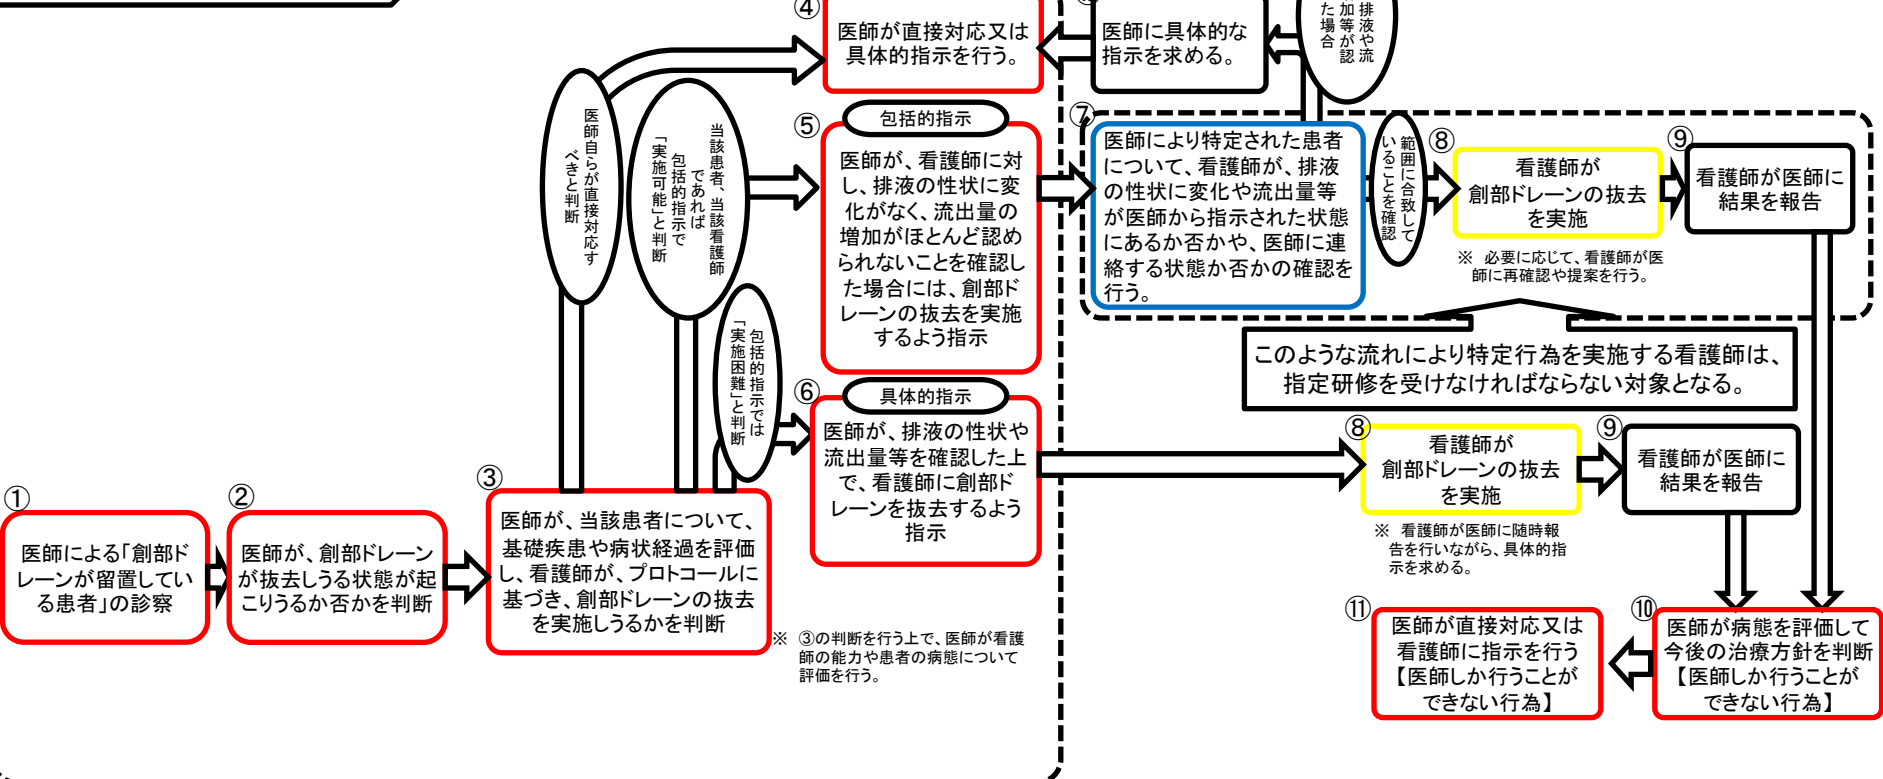 ①
医師による「創部ド
レーンが留置してい
る患者」の診察
②
医師が、創部ドレーン
が抜去しうる状態が起
こりうるか否かを判断
③
医師が、当該患者について、
基礎疾患や病状経過を評価
し、看護師が、プロトコールに
基づき、創部ドレーンの抜去
を実施しうるかを判断
※ ③の判断を行う上で、医師が看護
師の能力や患者の病態について
評価を行う。
医師自らが直接対応す
べきと判断
当該患者、当該看護師
であれば
包括的指示で
「実施可能」と判断
包括的指示では
「実施困難」と判断
④
医師が直接対応又は
具体的指示を行う。
医師に具体的な
指示を求める。
排液や流
加等が認
た場合
⑤
包括的指示
医師が、看護師に対
し、排液の性状に変
化がなく、流出量の
増加がほとんど認め
られないことを確認し
た場合には、創部ド
レーンの抜去を実施
するよう指示
⑥
具体的指示
医師が、排液の性状や
流出量等を確認した上
で、看護師に創部ド
レーンを抜去するよう
指示
⑦
医師により特定された患者
について、看護師が、排液
の性状に変化や流出量等
が医師から指示された状態
にあるか否かや、医師に連
絡する状態か否かの確認を
行う。
範囲に合致して
いることを確認
⑧
看護師が
創部ドレーンの抜去
を実施
※ 必要に応じて、看護師が医
師に再確認や提案を行う。
⑨
看護師が医師に
結果を報告
このような流れにより特定行為を実施する看護師は、
指定研修を受けなければならない対象となる。
⑧
看護師が
創部ドレーンの抜去
を実施
※ 看護師が医師に随時報
告を行いながら、具体的指
示を求める。
⑨
看護師が医師に
結果を報告
⑩
医師が病態を評価して
今後の治療方針を判断
【医師しか行うことが
できない行為】
⑪
医師が直接対応又は
看護師に指示を行う
【医師しか行うことが
できない行為】